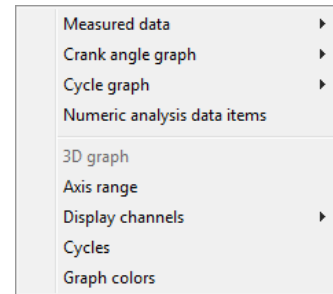 Measured data
Crank angle graph
Cycle graph
Numeric analysis data items
3D graph
Axis range
Display channels
Cycles
Graph colors